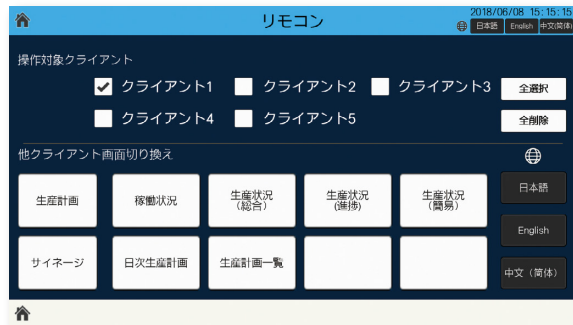 リモコン
2018/06/08 15:15:15
日本語 English 中文(简体)
操作対象クライアント
クライアント1 クライアント2 クライアント3 全選択
クライアント4 クライアント5 全削除
他クライアント画面切り換え
生産計画 稼働状況 生産状況(総合) 生産状況(進捗) 生産状況(簡易) 日本語
English
サイネージ 日次生産計画 生産計画一覧 中文（简体）